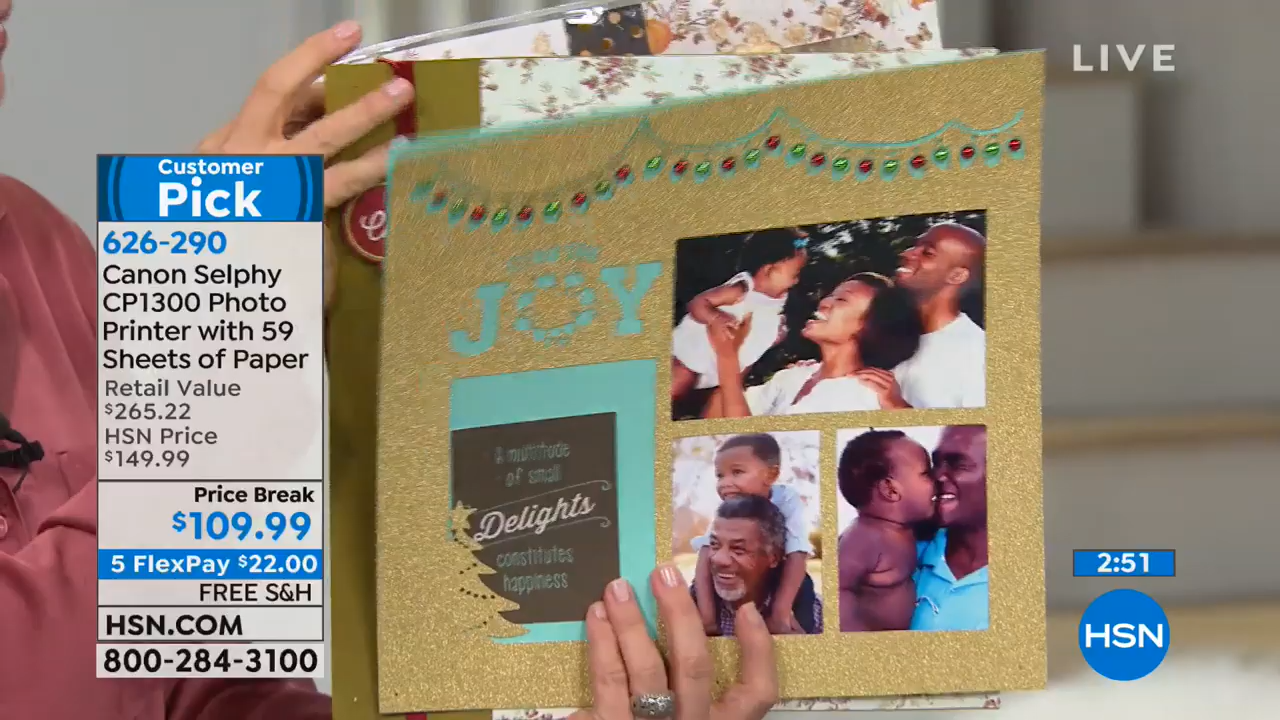 LIVE
Customer
Pick
626-290
Canon Selphy
CP1300 Photo
Printer with 59
Sheets of Paper
Retail Value
$265.22
HSN Price
$149.99
Price Break
$109.99
5 FlexPay $22.00
FREE S&H
HSN.COM
800-284-3100
JOY
a multitude
of small
Delights
constitutes
happiness
2:51
HSN